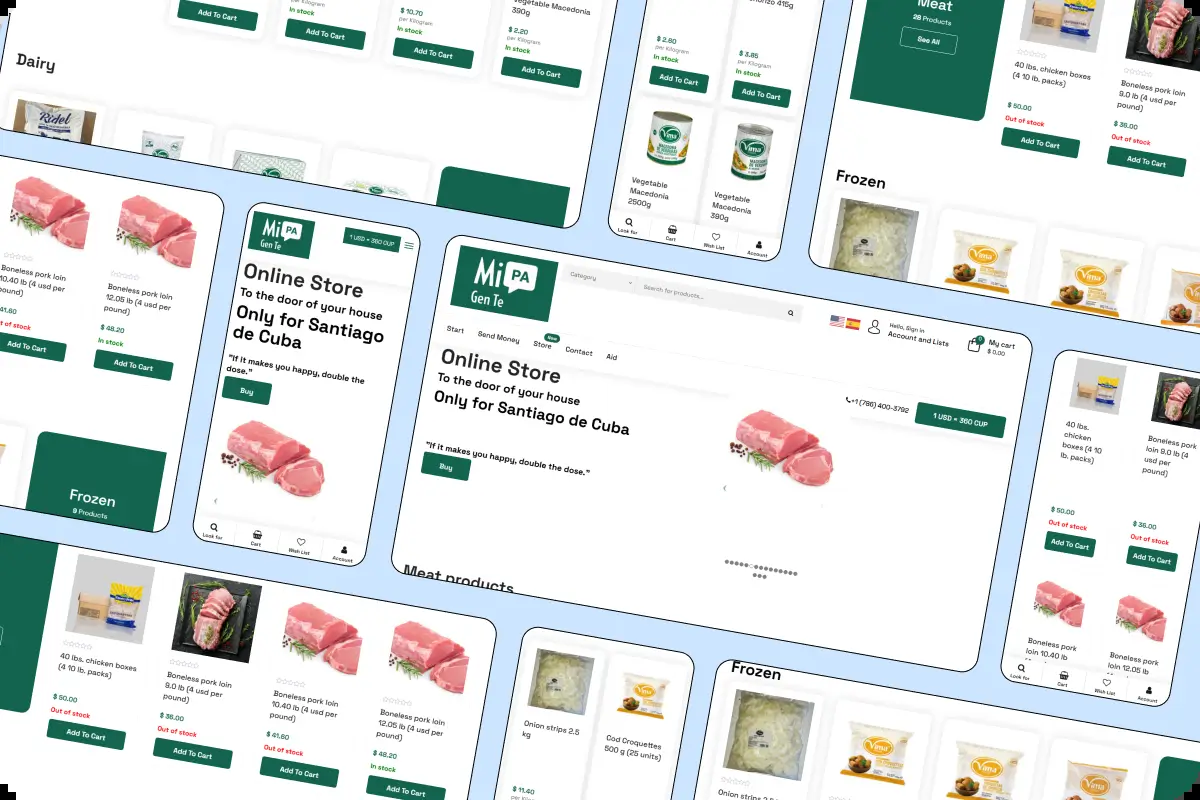 Add To Cart
In stock
Add To Cart
$ 10.70
per Kilogram
In stock
Add To Cart
Vegetable Macedonia
390g
$ 2.20
per Kilogram
In stock
Add To Cart
Dairy
Ridel
$ 2.60
per Kilogram
In stock
Add To Cart
$ 3.85
per Kilogram
In stock
Add To Cart
Vima
Vima
Vegetable
Macedonia
2500g
Vegetable
Macedonia
390g
Look for
Cart
Wish List
Account
Meat
28 Products
See All
40 lbs. chicken boxes
(4 10 lb. packs)
$ 50.00
Out of stock
Add To Cart
Boneless pork loin
9.0 lb (4 usd per
pound)
$ 36.00
Out of stock
Add To Cart
Frozen
Vima
Vima
Boneless pork loin
10.40 lb (4 usd per
pound)
Add To Cart
Boneless pork loin
12.05 lb (4 usd per
pound)
$ 48.20
In stock
Add To Cart
Frozen
9 Products
Mi PA
Gen Te
1 USD = 360 CUP
Online Store
To the door of your house
Only for Santiago
de Cuba
"If it makes you happy, double the
dose."
Buy
Look for
Cart
Wish List
Account
Mi PA
Gen Te
Category
Search for products...
Hello, Sign in
Account and Lists
My cart
$ 0.00
Start
Send Money
Store
New
Contact
Aid
Online Store
To the door of your house
Only for Santiago de Cuba
"If it makes you happy, double the dose."
Buy
+1 (786) 400-3792
1 USD = 360 CUP
Meat products
40 lbs.
chicken
boxes (4 10
lb. packs)
$ 50.00
Out of stock
Add To Cart
Boneless pork
loin 9.0 lb (4
usd per
pound)
$ 36.00
Out of stock
Add To Cart
Boneless pork
loin 10.40 lb
Boneless pork
loin 12.05 lb
Look for
Cart
Wish List
Account
40 lbs. chicken boxes
(4 10 lb. packs)
$ 50.00
Out of stock
Add To Cart
Boneless pork loin
9.0 lb (4 usd per
pound)
$ 36.00
Out of stock
Add To Cart
Boneless pork loin
10.40 lb (4 usd per
pound)
$ 41.60
Out of stock
Add To Cart
Boneless pork loin
12.05 lb (4 usd per
pound)
$ 48.20
In stock
Add To Cart
Onion strips 2.5
kg
$ 11.40
Vima
Cod Croquettes
500 g (25 units)
Frozen
Vima
Vima